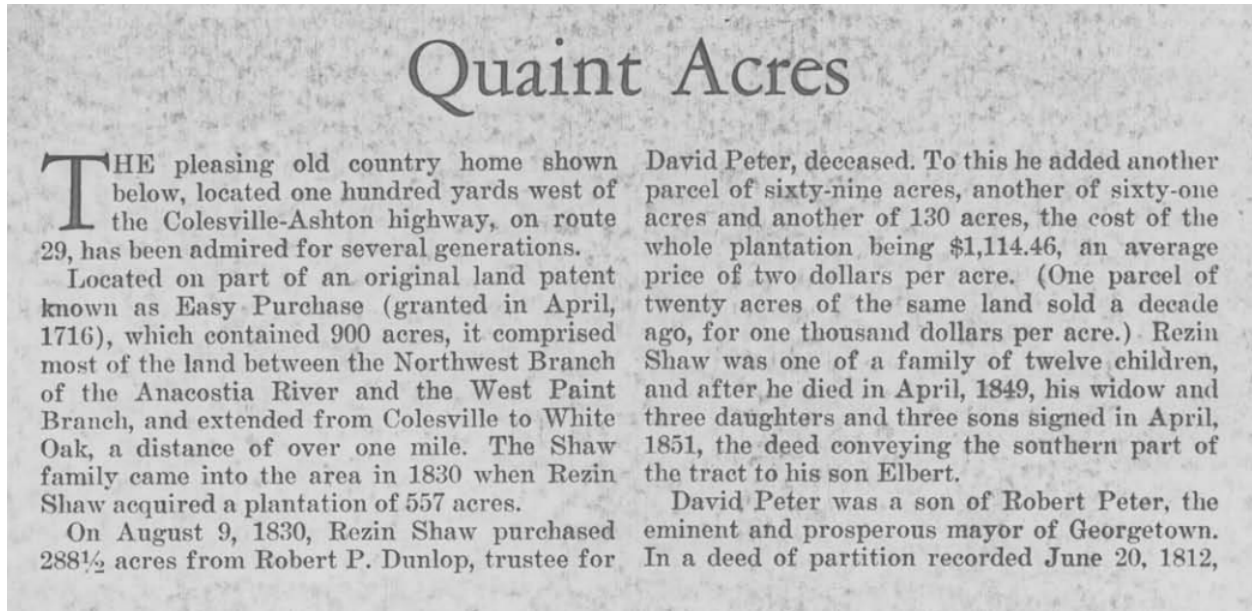 Quaint Acres
THE pleasing old country home shown
below, located one hundred yards west of
the Colesville-Ashton highway, on route
29, has been admired for several generations.
Located on part of an original land patent
known as Easy Purchase (granted in April,
1716), which contained 900 acres, it comprised
most of the land between the Northwest Branch
of the Anacostia River and the West Paint
Branch, and extended from Colesville to White
Oak, a distance of over one mile. The Shaw
family came into the area in 1830 when Rezin
Shaw acquired a plantation of 557 acres.
On August 9, 1830, Rezin Shaw purchased
288½ acres from Robert P. Dunlop, trustee for
David Peter, deceased. To this he added another
parcel of sixty-nine acres, another of sixty-one
acres and another of 130 acres, the cost of the
whole plantation being $1,114.46, an average
price of two dollars per acre. (One parcel of
twenty acres of the same land sold a decade
ago, for one thousand dollars per acre.) Rezin
Shaw was one of a family of twelve children,
and after he died in April, 1849, his widow and
three daughters and three sons signed in April,
1851, the deed conveying the southern part of
the tract to his son Elbert.
David Peter was a son of Robert Peter, the
eminent and prosperous mayor of Georgetown.
In a deed of partition recorded June 20, 1812,